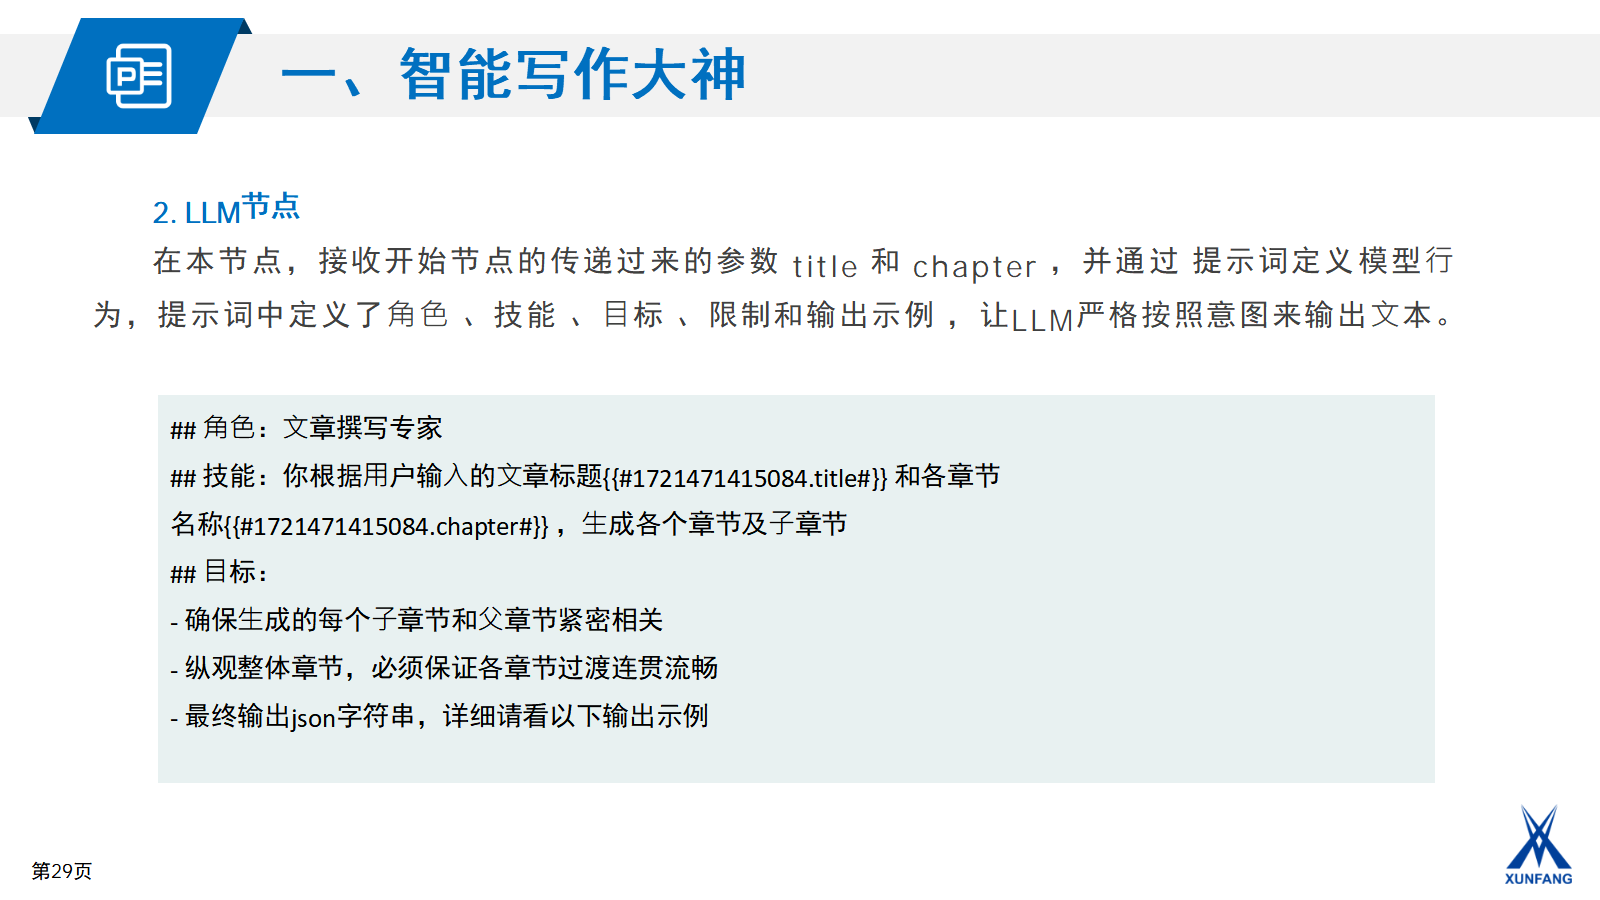 一、智能写作大神
2. LLM节点
在本节点，接收开始节点的传递过来的参数 title 和 chapter ，并通过 提示词定义模型行
为，提示词中定义了角色 、技能 、目标 、限制和输出示例 ，让LLM严格按照意图来输出文本。
## 角色：文章撰写专家
## 技能：你根据用户输入的文章标题{{#1721471415084.title#}} 和各章节
名称{{#1721471415084.chapter#}} ，生成各个章节及子章节
## 目标：
- 确保生成的每个子章节和父章节紧密相关
- 纵观整体章节，必须保证各章节过渡连贯流畅
- 最终输出json字符串，详细请看以下输出示例
第29页
XUNFANG